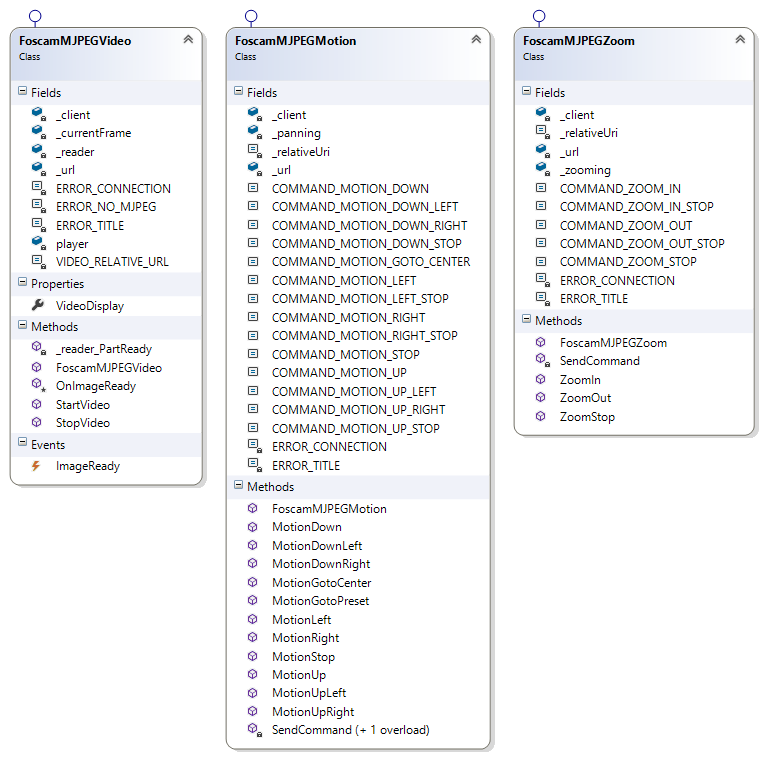 FoscamMJPEGVideo
Class
Fields
_client
_currentFrame
_reader
_url
ERROR_CONNECTION
ERROR_NO_MJPEG
ERROR_TITLE
player
VIDEO_RELATIVE_URL
Properties
VideoDisplay
Methods
_reader_PartReady
FoscamMJPEGVideo
OnImageReady
StartVideo
StopVideo
Events
ImageReady
FoscamMJPEGMotion
Class
Fields
_client
_panning
_relativeUri
_url
COMMAND_MOTION_DOWN
COMMAND_MOTION_DOWN_LEFT
COMMAND_MOTION_DOWN_RIGHT
COMMAND_MOTION_DOWN_STOP
COMMAND_MOTION_GOTO_CENTER
COMMAND_MOTION_LEFT
COMMAND_MOTION_LEFT_STOP
COMMAND_MOTION_RIGHT
COMMAND_MOTION_RIGHT_STOP
COMMAND_MOTION_STOP
COMMAND_MOTION_UP
COMMAND_MOTION_UP_LEFT
COMMAND_MOTION_UP_RIGHT
COMMAND_MOTION_UP_STOP
ERROR_CONNECTION
ERROR_TITLE
Methods
FoscamMJPEGMotion
MotionDown
MotionDownLeft
MotionDownRight
MotionGotoCenter
MotionGotoPreset
MotionLeft
MotionRight
MotionStop
MotionUp
MotionUpLeft
MotionUpRight
SendCommand (+ 1 overload)
FoscamMJPEGZoom
Class
Fields
_client
_relativeUri
_url
_zooming
COMMAND_ZOOM_IN
COMMAND_ZOOM_IN_STOP
COMMAND_ZOOM_OUT
COMMAND_ZOOM_OUT_STOP
COMMAND_ZOOM_STOP
ERROR_CONNECTION
ERROR_TITLE
Methods
FoscamMJPEGZoom
SendCommand
ZoomIn
ZoomOut
ZoomStop